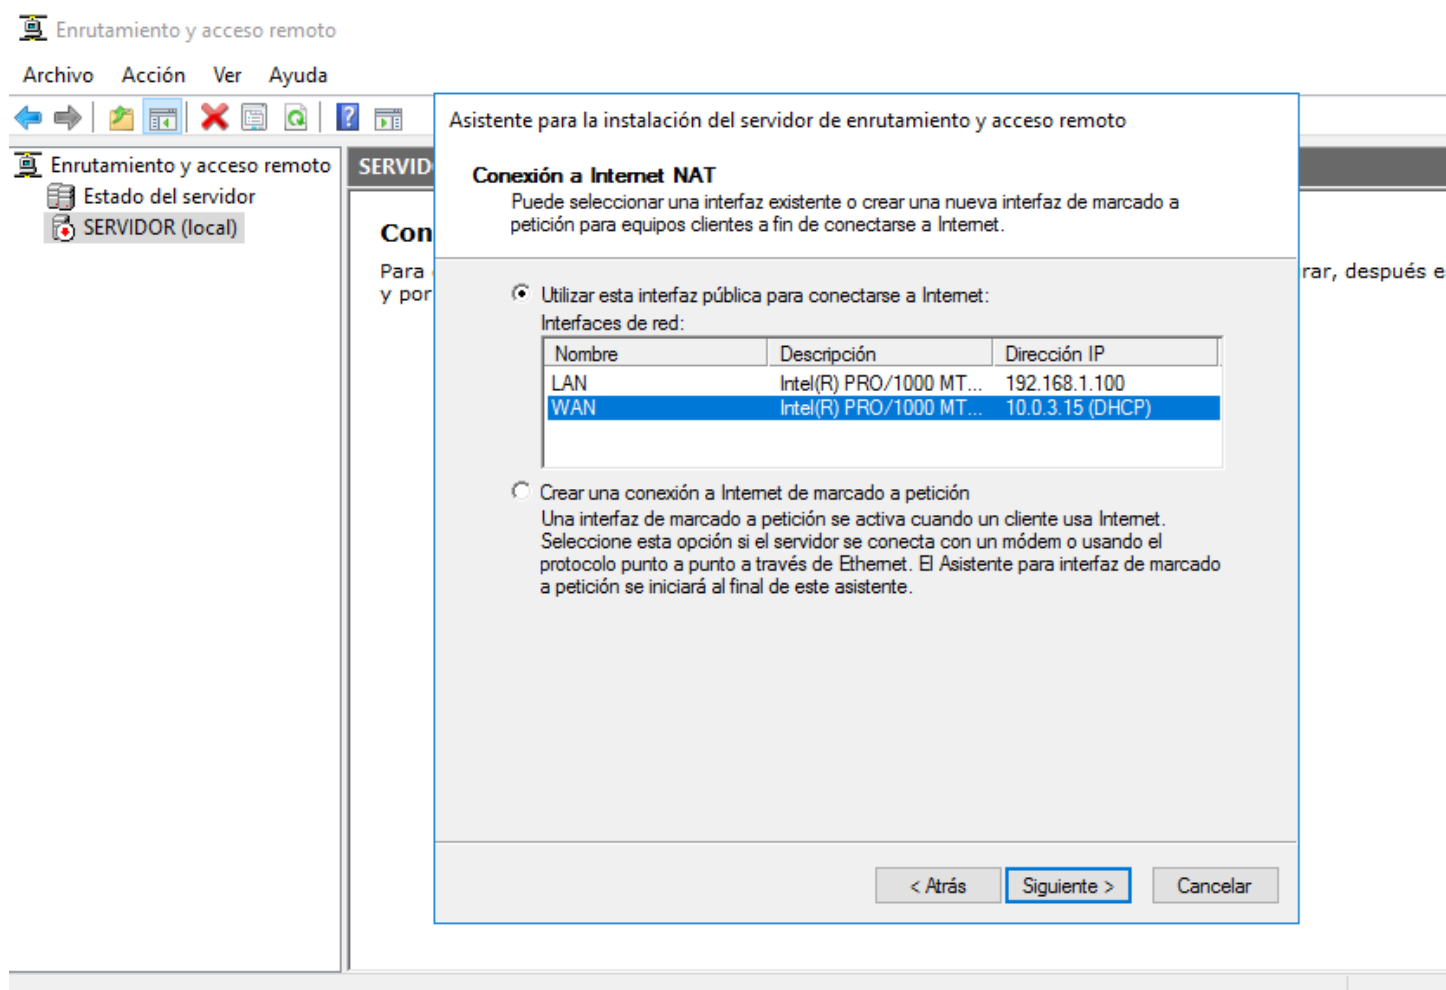 Enrutamiento y acceso remoto
Archivo Acción Ver Ayuda
Enrutamiento y acceso remoto
Estado del servidor
SERVIDOR (local)
SERVID
Con
Para
y por
rar, después e
Asistente para la instalación del servidor de enrutamiento y acceso remoto
Conexión a Internet NAT
Puede seleccionar una interfaz existente o crear una nueva interfaz de marcado a
petición para equipos clientes a fin de conectarse a Internet.
Utilizar esta interfaz pública para conectarse a Internet:
Interfaces de red:
Nombre Descripción Dirección IP
LAN Intel(R) PRO/1000 MT... 192.168.1.100
WAN Intel(R) PRO/1000 MT... 10.0.3.15 (DHCP)
Crear una conexión a Internet de marcado a petición
Una interfaz de marcado a petición se activa cuando un cliente usa Internet.
Seleccione esta opción si el servidor se conecta con un módem o usando el
protocolo punto a punto a través de Ethernet. El Asistente para interfaz de marcado
a petición se iniciará al final de este asistente.
< Atrás Siguiente > Cancelar